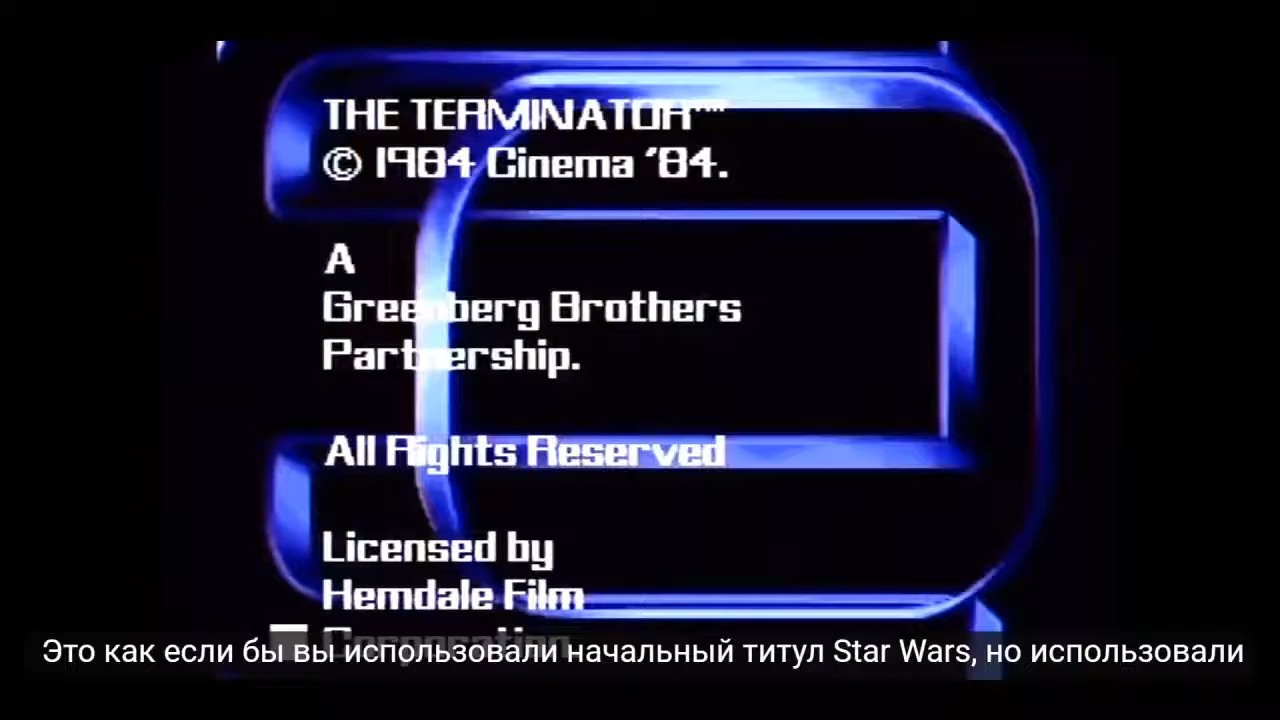 THE TERMINATOR™
© 1984 Cinema '84.
A
Greenberg Brothers
Partnership.
All Rights Reserved
Licensed by
Hemdale Film
Corporation
Это как если бы вы использовали начальный титул Star Wars, но использовали